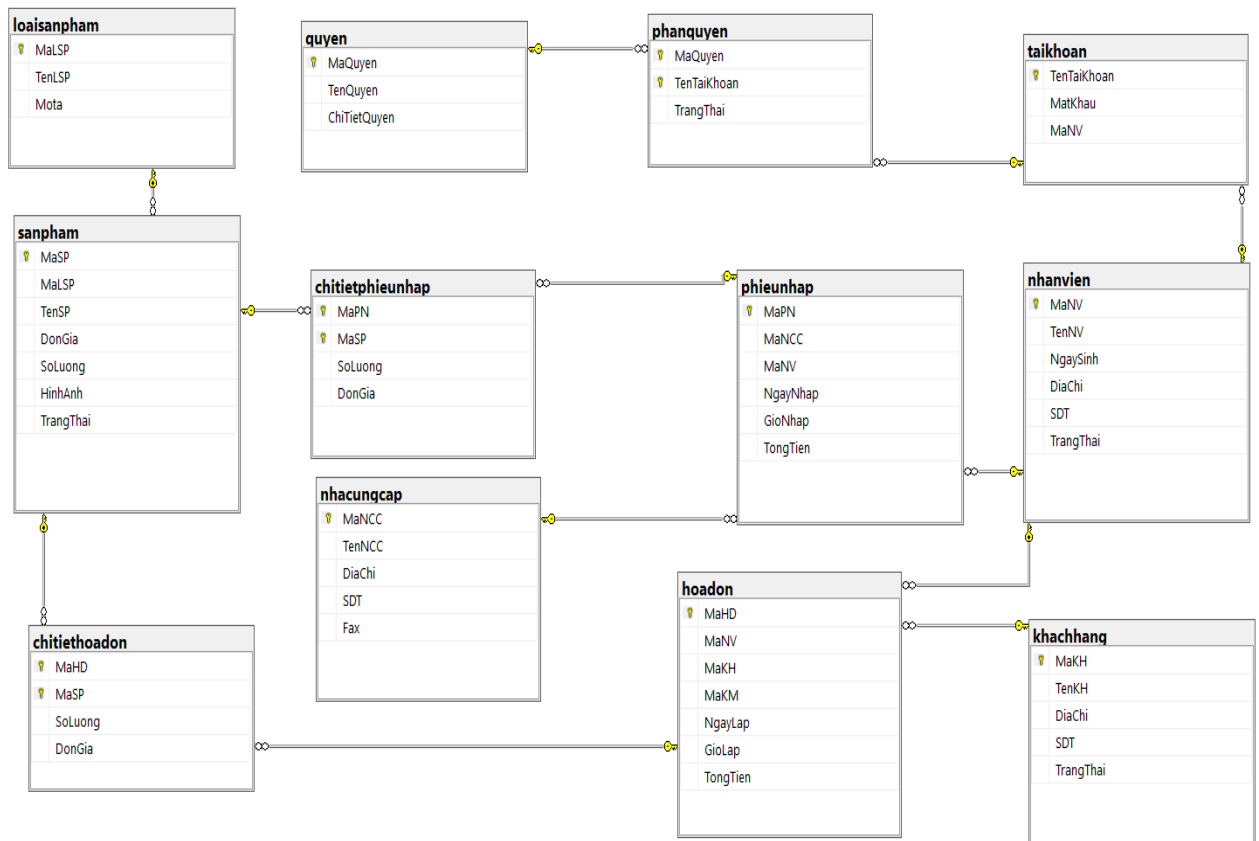 loaisanpham
MaLSP
TenLSP
Mota
quyen
MaQuyen
TenQuyen
ChiTietQuyen
phanquyen
MaQuyen
TenTaiKhoan
TrangThai
taikhoan
TenTaiKhoan
MatKhau
MaNV
sanpham
MaSP
MaLSP
TenSP
DonGia
SoLuong
HinhAnh
TrangThai
chitietphieunhap
MaPN
MaSP
SoLuong
DonGia
phieunhap
MaPN
MaNCC
MaNV
NgayNhap
GioNhap
TongTien
nhanvien
MaNV
TenNV
NgaySinh
DiaChi
SDT
TrangThai
nhacungcap
MaNCC
TenNCC
DiaChi
SDT
Fax
chitiethoadon
MaHD
MaSP
SoLuong
DonGia
hoadon
MaHD
MaNV
MaKH
MaKM
NgayLap
GioLap
TongTien
khachhang
MaKH
TenKH
DiaChi
SDT
TrangThai